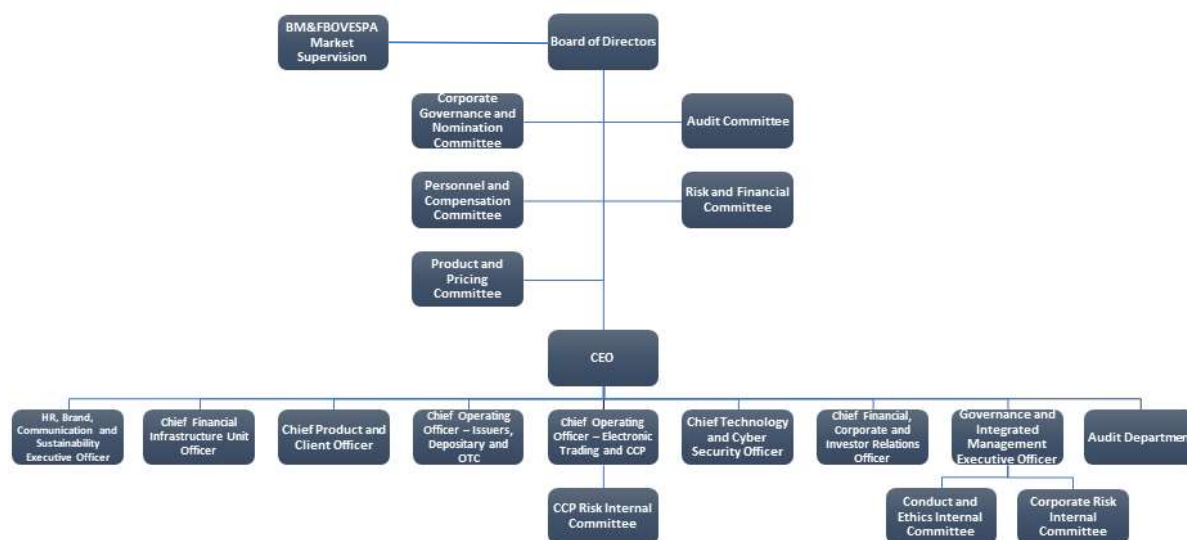 BM&FBOVESPA
Market
Supervision
Board of Directors
Corporate
Governance and
Nomination
Committee
Audit Committee
Personnel and
Compensation
Committee
Risk and Financial
Committee
Product and
Pricing
Committee
CEO
HR, Brand,
Communication and
Sustainability
Executive Officer
Chief Financial
Infrastructure Unit
Officer
Chief Product and
Client Officer
Chief Operating
Officer – Issuers,
Depositary and
OTC
Chief Operating
Officer – Electronic
Trading and CCP
Chief Technology
and Cyber
Security Officer
Chief Financial,
Corporate and
Investor Relations
Officer
Governance and
Integrated
Management
Executive Officer
Audit Department
CCP Risk Internal
Committee
Conduct and
Ethics Internal
Committee
Corporate Risk
Internal
Committee